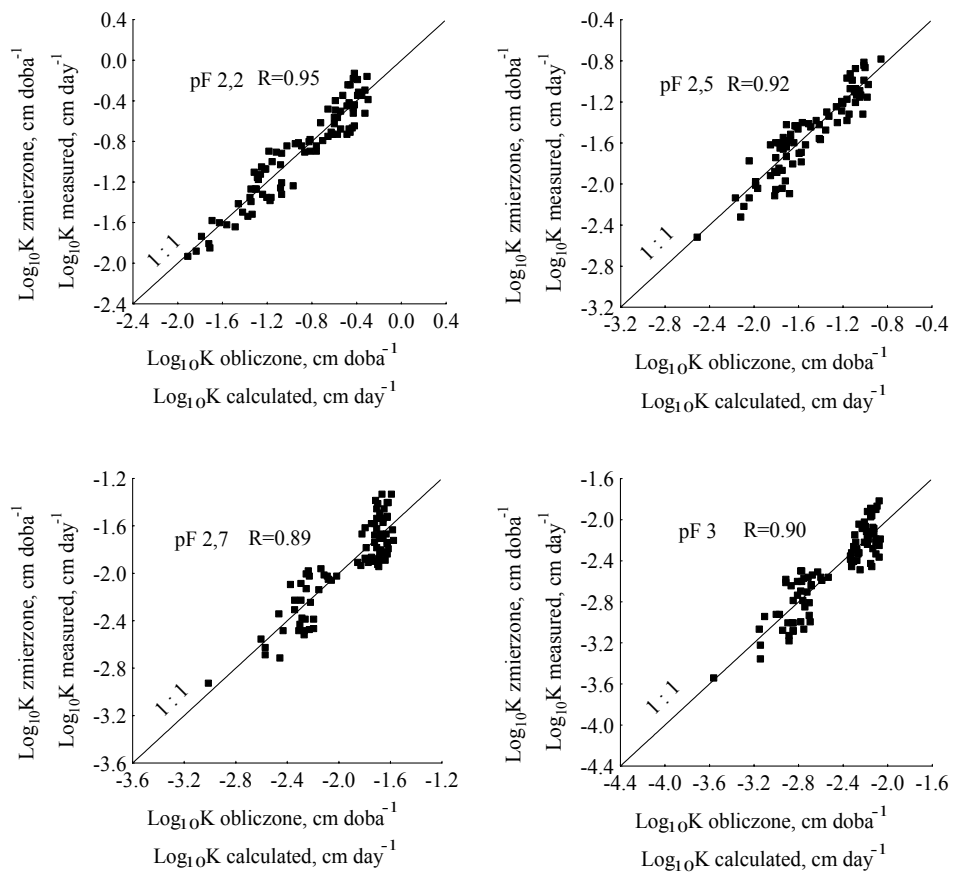 0.4
0.0
-0.4
-0.8
-1.2
-1.6
-2.0
-2.4
-2.4 -2.0 -1.6 -1.2 -0.8 -0.4 0.0 0.4
Log₁₀K zmierzone, cm doba⁻¹
Log₁₀K measured, cm day⁻¹
pF 2,2 R=0.95
1 : 1
Log₁₀K obliczone, cm doba⁻¹
Log₁₀K calculated, cm day⁻¹
-0.4
-0.8
-1.2
-1.6
-2.0
-2.4
-2.8
-3.2
-3.2 -2.8 -2.4 -2.0 -1.6 -1.2 -0.8 -0.4
Log₁₀K zmierzone, cm doba⁻¹
Log₁₀K measured, cm day⁻¹
pF 2,5 R=0.92
1 : 1
Log₁₀K obliczone, cm doba⁻¹
Log₁₀K calculated, cm day⁻¹
-1.2
-1.6
-2.0
-2.4
-2.8
-3.2
-3.6
-3.6 -3.2 -2.8 -2.4 -2.0 -1.6 -1.2
Log₁₀K zmierzone, cm doba⁻¹
Log₁₀K measured, cm day⁻¹
pF 2,7 R=0.89
1 : 1
Log₁₀K obliczone, cm doba⁻¹
Log₁₀K calculated, cm day⁻¹
-1.6
-2.0
-2.4
-2.8
-3.2
-3.6
-4.0
-4.4
-4.4 -4.0 -3.6 -3.2 -2.8 -2.4 -2.0 -1.6
Log₁₀K zmierzone, cm doba⁻¹
Log₁₀K measured, cm day⁻¹
pF 3 R=0.90
1 : 1
Log₁₀K obliczone, cm doba⁻¹
Log₁₀K calculated, cm day⁻¹